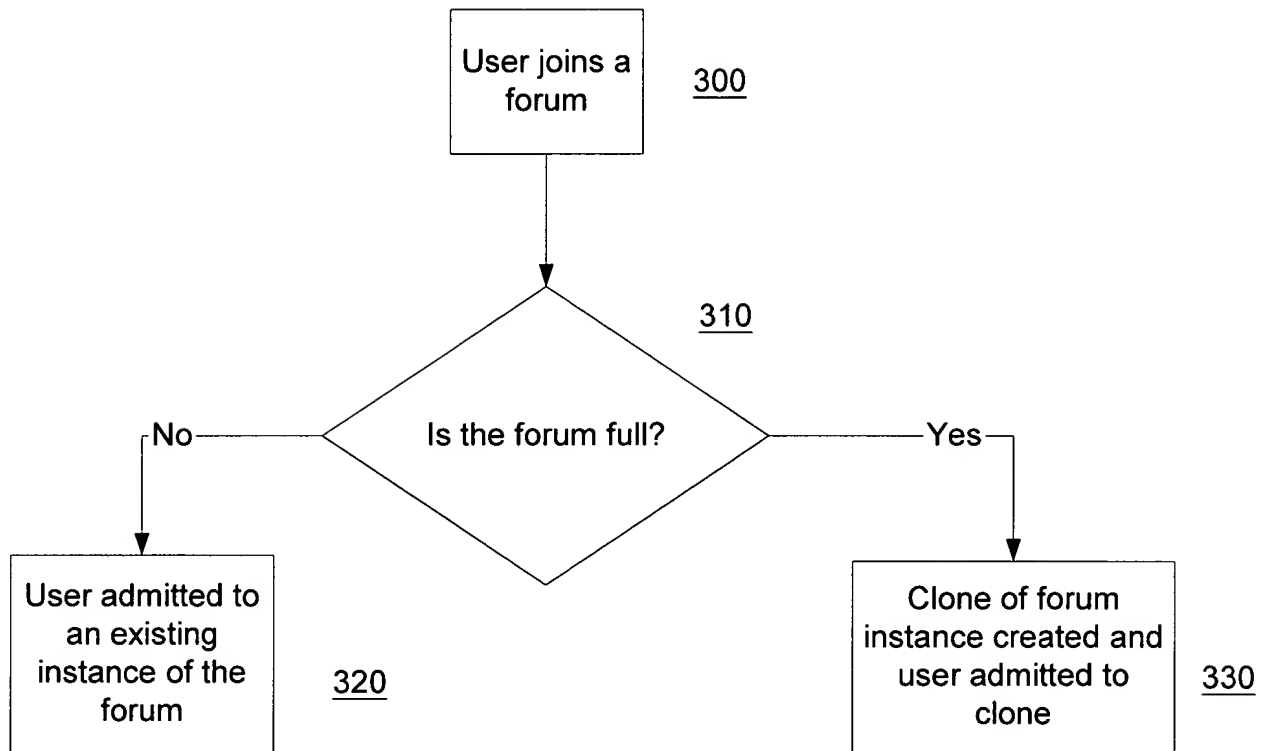 User joins a
forum
300
310
Is the forum full?
No
Yes
User admitted to
an existing
instance of the
forum
320
Clone of forum
instance created and
user admitted to
clone
330